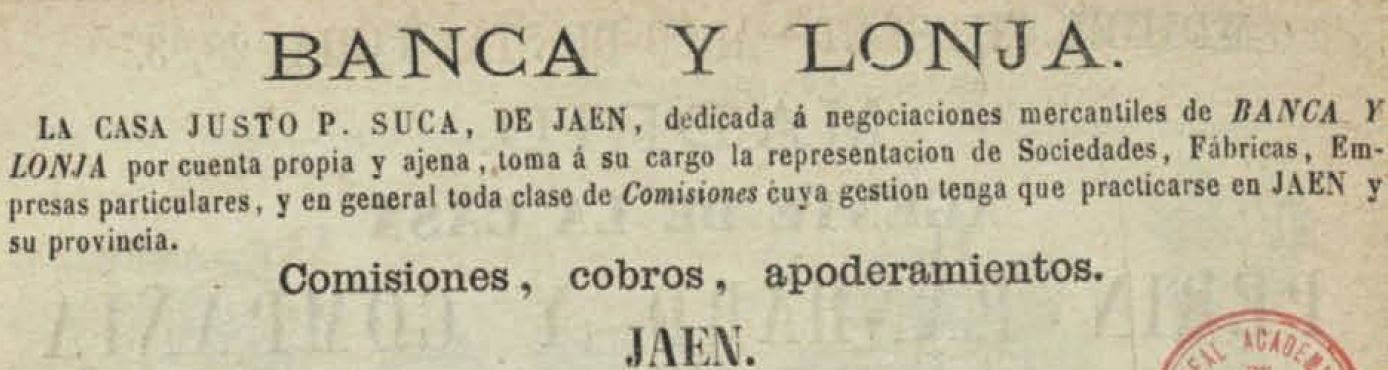 BANCA Y LONJA.
LA CASA JUSTO P. SUCA, DE JAEN, dedicada á negociaciones mercantiles de BANCA Y
LONJA por cuenta propia y ajena, toma á su cargo la representacion de Sociedades, Fábricas, Em-
presas particulares, y en general toda clase de Comisiones cuya gestion tenga que practicarse en JAEN y
su provincia.
Comisiones, cobros, apoderamientos.
JAEN.
EAL ACADEM